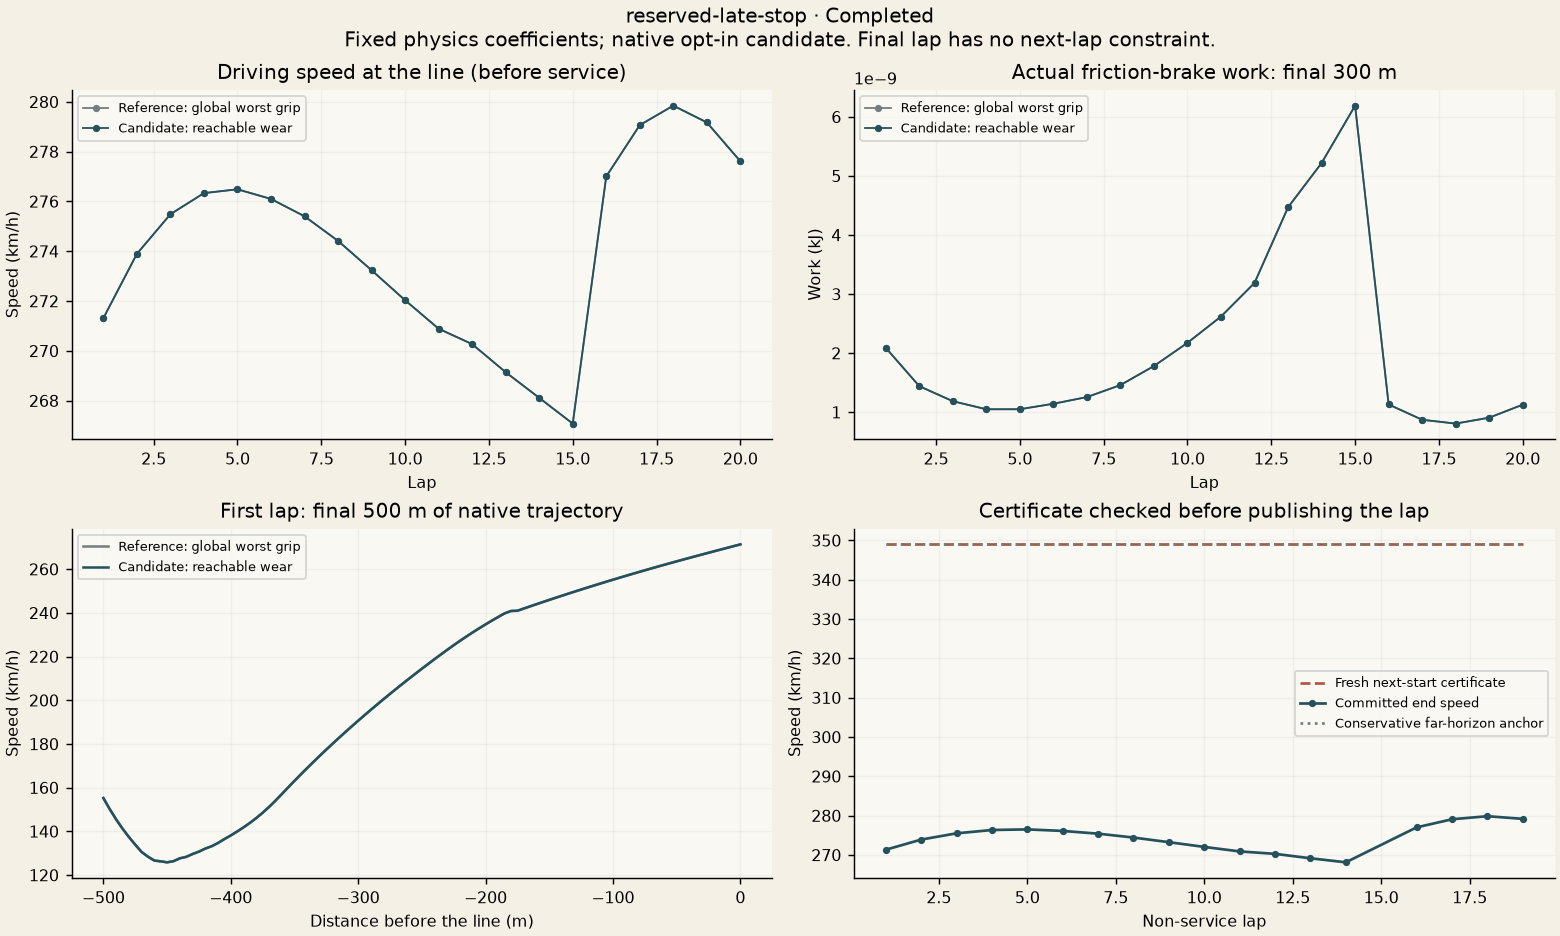 reserved-late-stop · Completed
Fixed physics coefficients; native opt-in candidate. Final lap has no next-lap constraint.
Driving speed at the line (before service)
Reference: global worst grip
Candidate: reachable wear
280
278
276
274
272
270
268
Speed (km/h)
2.5 5.0 7.5 10.0 12.5 15.0 17.5 20.0
Lap
Actual friction-brake work: final 300 m
1e−9
Reference: global worst grip
Candidate: reachable wear
6
5
4
3
2
1
Work (kJ)
2.5 5.0 7.5 10.0 12.5 15.0 17.5 20.0
Lap
First lap: final 500 m of native trajectory
Reference: global worst grip
Candidate: reachable wear
260
240
220
200
180
160
140
120
Speed (km/h)
−500 −400 −300 −200 −100 0
Distance before the line (m)
Certificate checked before publishing the lap
350
340
330
320
310
300
290
280
270
Speed (km/h)
Fresh next-start certificate
Committed end speed
Conservative far-horizon anchor
2.5 5.0 7.5 10.0 12.5 15.0 17.5
Non-service lap